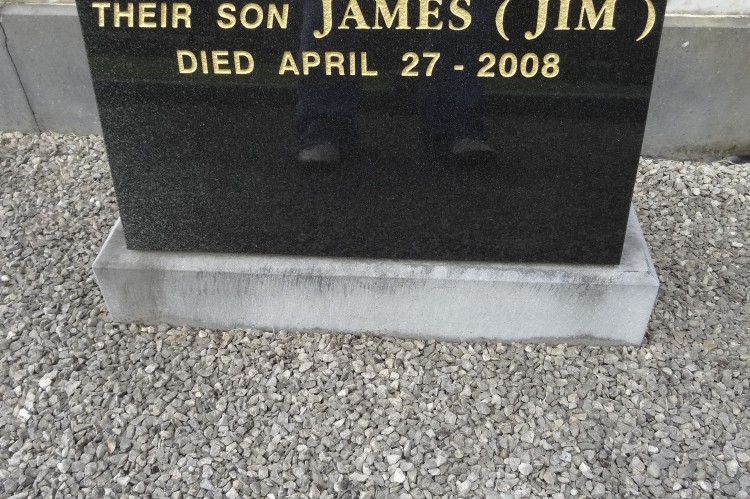 THEIR SON JAMES (JIM)
DIED APRIL 27 - 2008